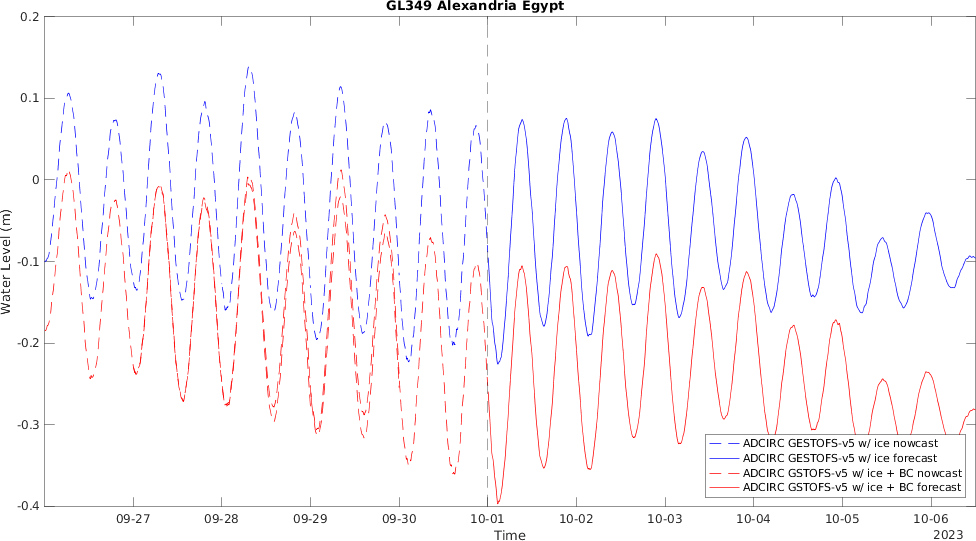 GL349 Alexandria Egypt
0.2
0.1
0
-0.1
-0.2
-0.3
-0.4
Water Level (m)
ADCIRC GESTOFS-v5 w/ ice nowcast
ADCIRC GESTOFS-v5 w/ ice forecast
ADCIRC GSTOFS-v5 w/ ice + BC nowcast
ADCIRC GSTOFS-v5 w/ ice + BC forecast
09-27 09-28 09-29 09-30 10-01 10-02 10-03 10-04 10-05 10-06
Time
2023